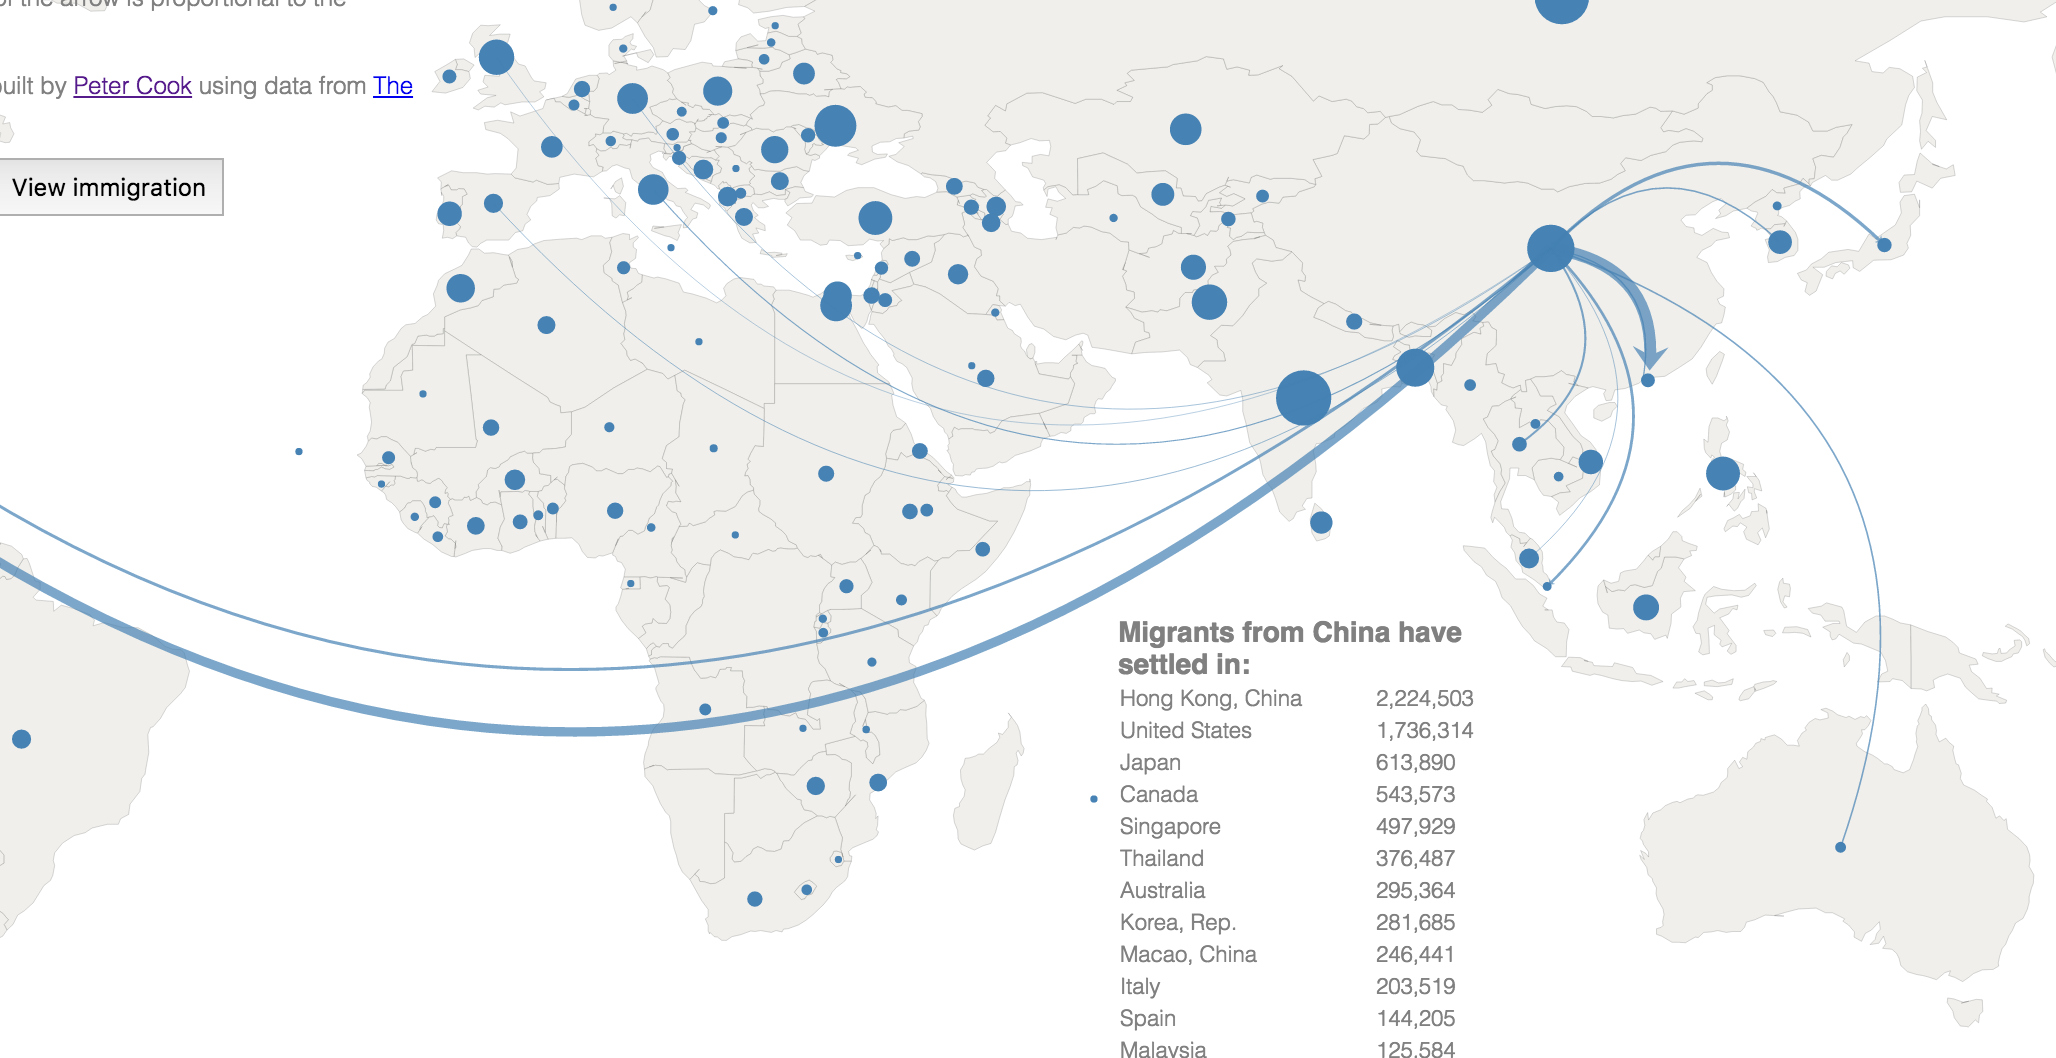 of the arrow is proportional to the
built by Peter Cook using data from The
View immigration
Migrants from China have
settled in:
Hong Kong, China 2,224,503
United States 1,736,314
Japan 613,890
Canada 543,573
Singapore 497,929
Thailand 376,487
Australia 295,364
Korea, Rep. 281,685
Macao, China 246,441
Italy 203,519
Spain 144,205
Malaysia 125,584